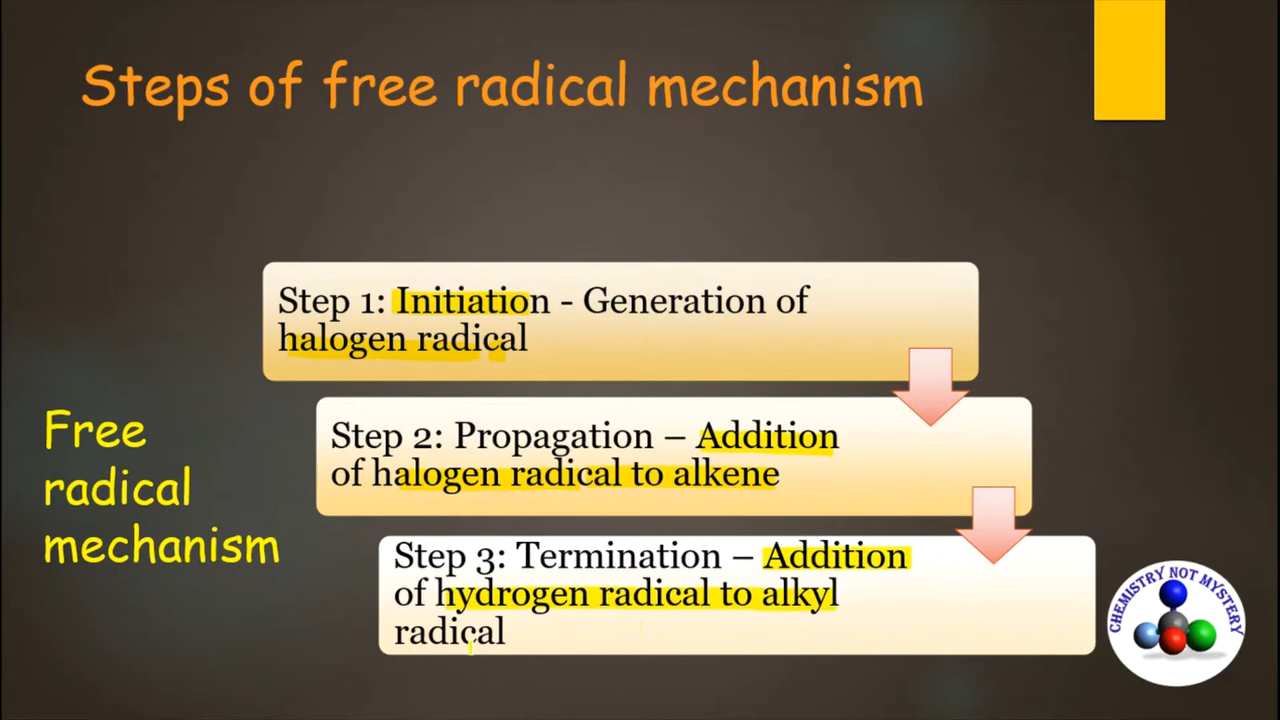 Steps of free radical mechanism
Step 1: Initiation - Generation of
halogen radical
Step 2: Propagation – Addition
of halogen radical to alkene
Step 3: Termination – Addition
of hydrogen radical to alkyl
radical
Free
radical
mechanism
CHEMISTRY NOT MYSTERY